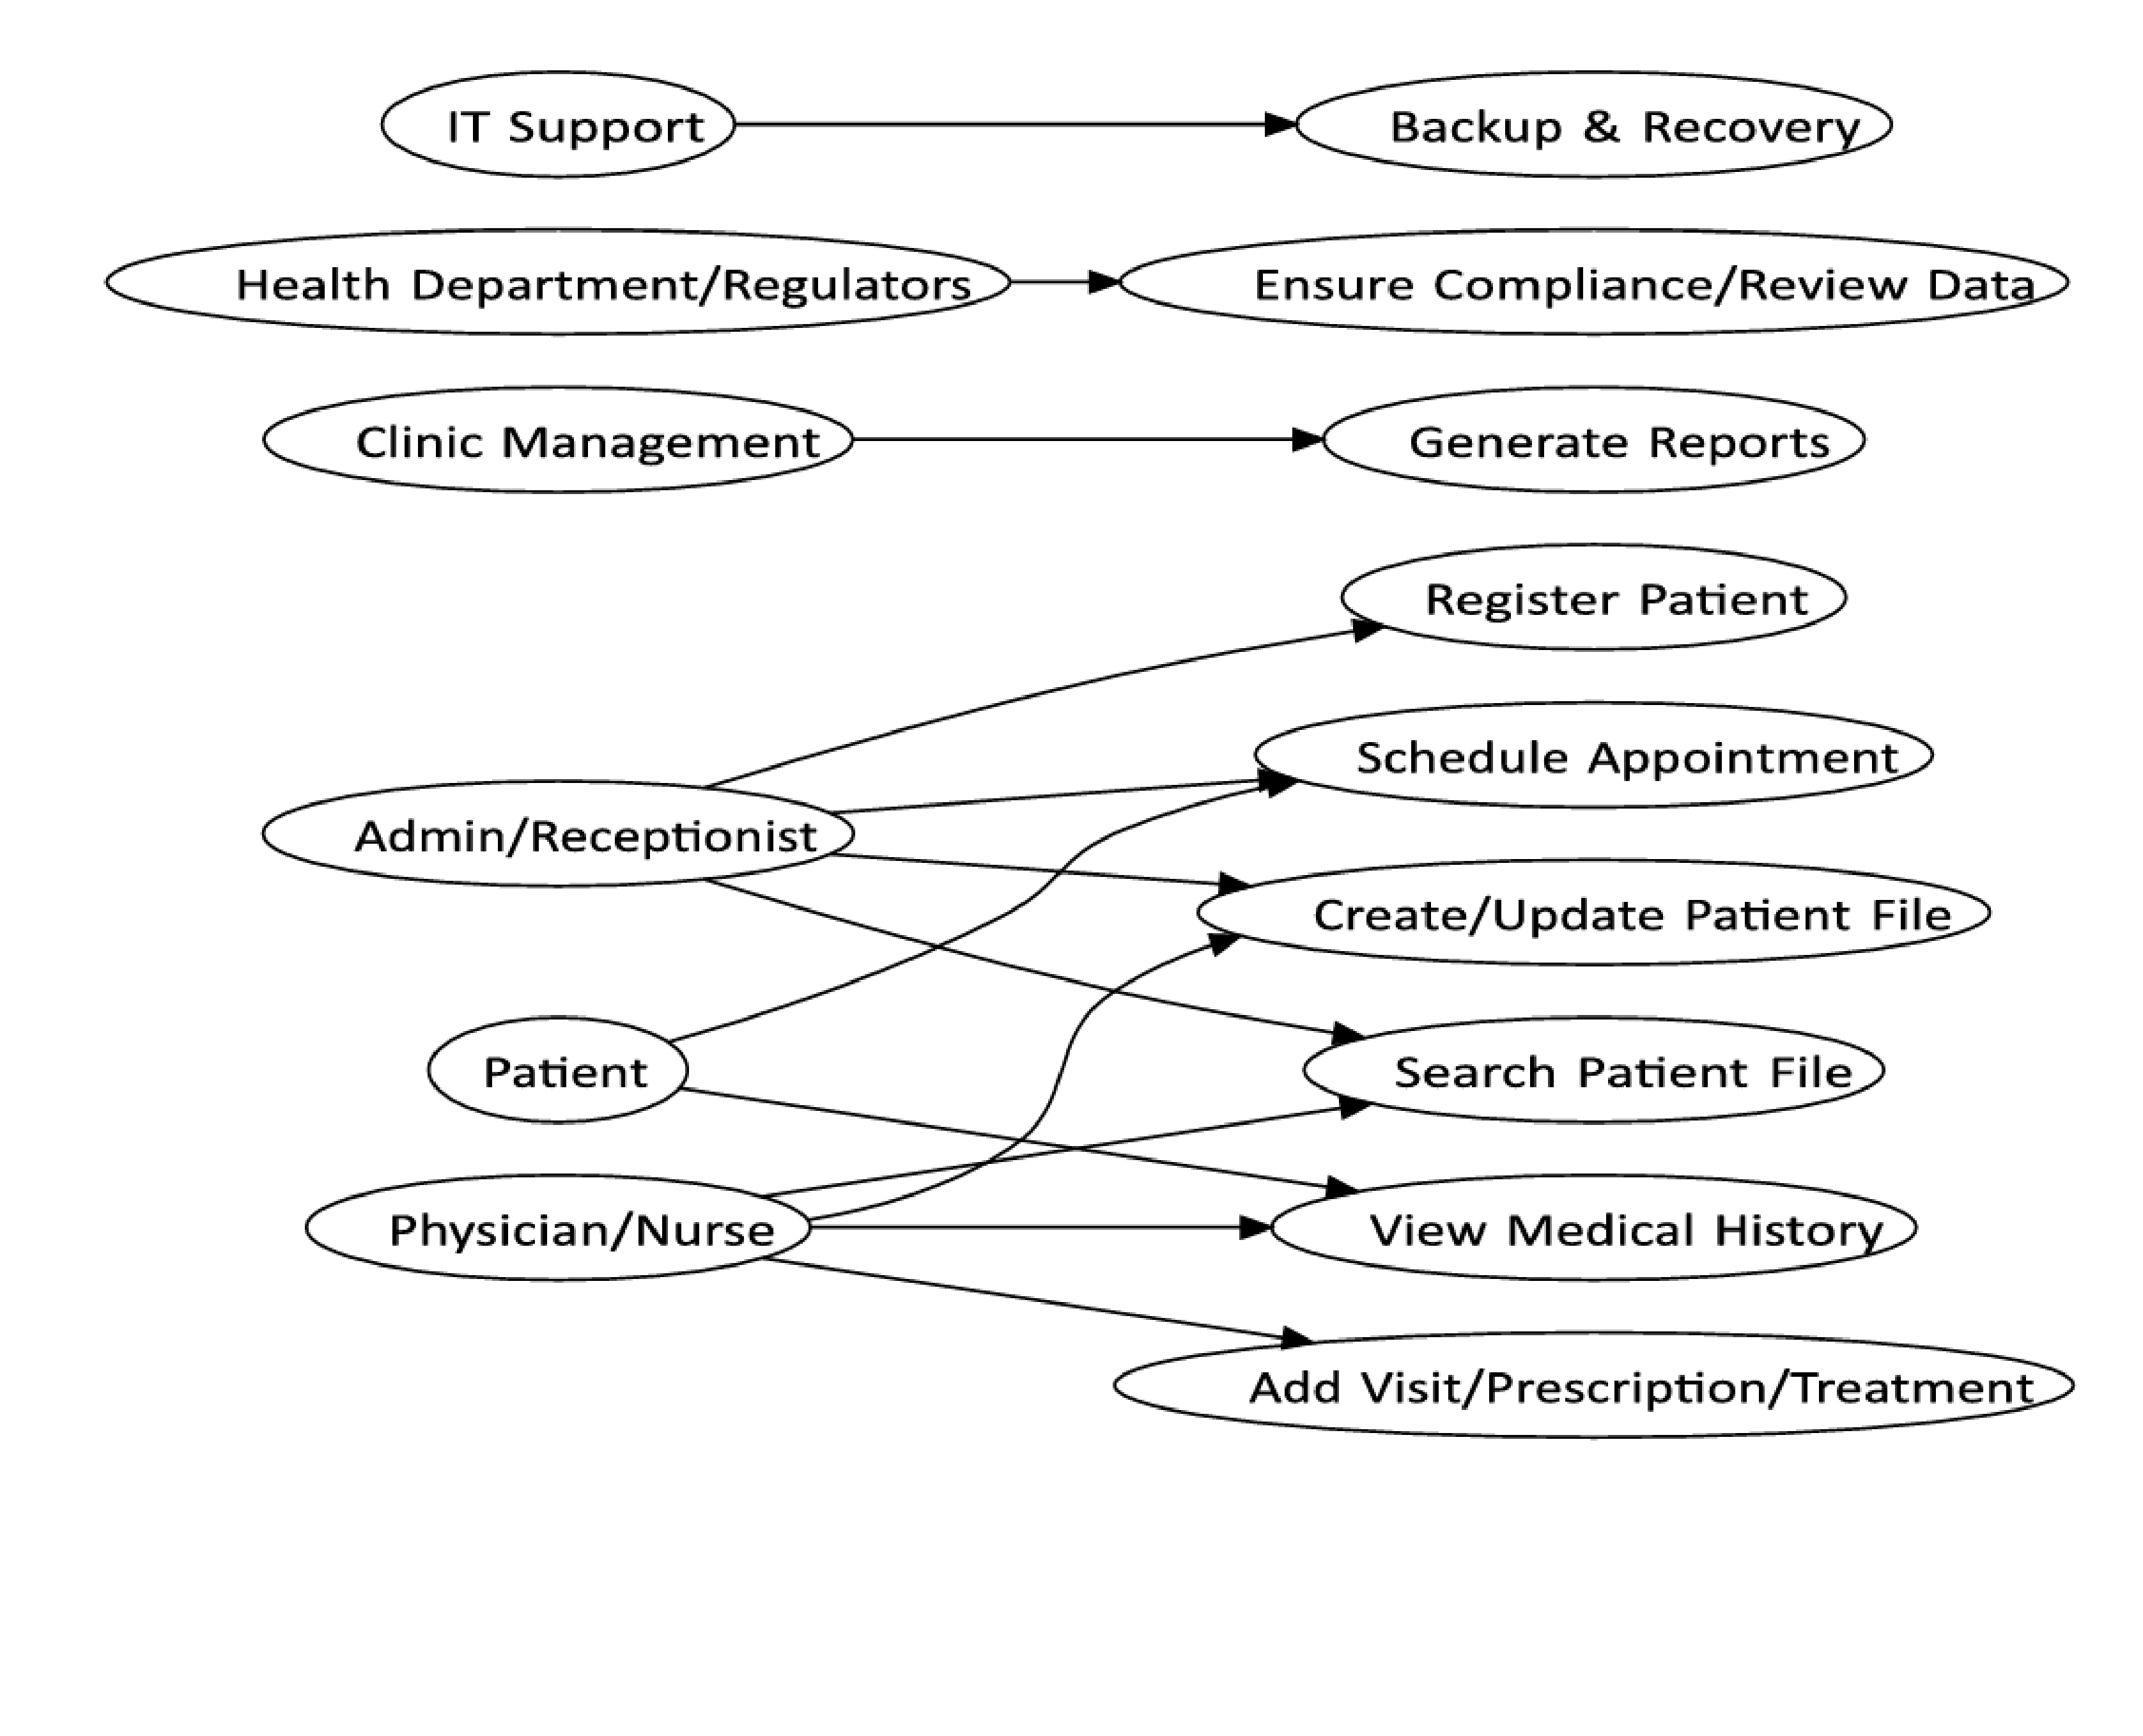 IT Support
Backup & Recovery
Health Department/Regulators
Ensure Compliance/Review Data
Clinic Management
Generate Reports
Register Patient
Schedule Appointment
Admin/Receptionist
Create/Update Patient File
Patient
Search Patient File
Physician/Nurse
View Medical History
Add Visit/Prescription/Treatment